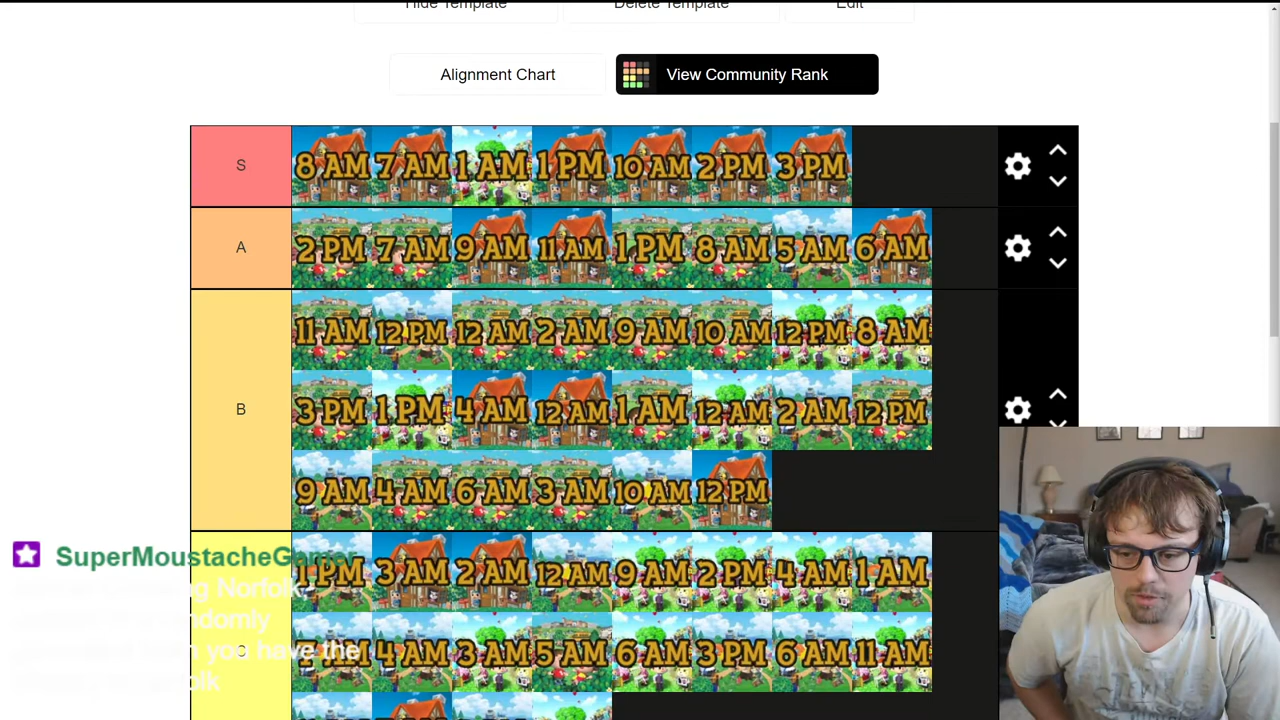 Hide Template Delete Template Edit
Alignment Chart View Community Rank
S 8 AM 7 AM 1 AM 1 PM 10 AM 2 PM 3 PM
A 2 PM 7 AM 9 AM 11 AM 1 PM 8 AM 5 AM 6 AM
11 AM 12 PM 12 AM 2 AM 9 AM 10 AM 12 PM 8 AM
B 3 PM 1 PM 4 AM 12 AM 1 AM 12 AM 2 AM 12 PM
9 AM 4 AM 6 AM 3 AM 10 AM 12 PM
SuperMoustacheGamer
PM 3 AM 2 AM 12 AM 9 AM 2 PM 4 AM 1 AM
Norfolk,
PM 4 AM 3 AM 5 AM 6 AM 3 PM 6 AM 11 AM
you have the